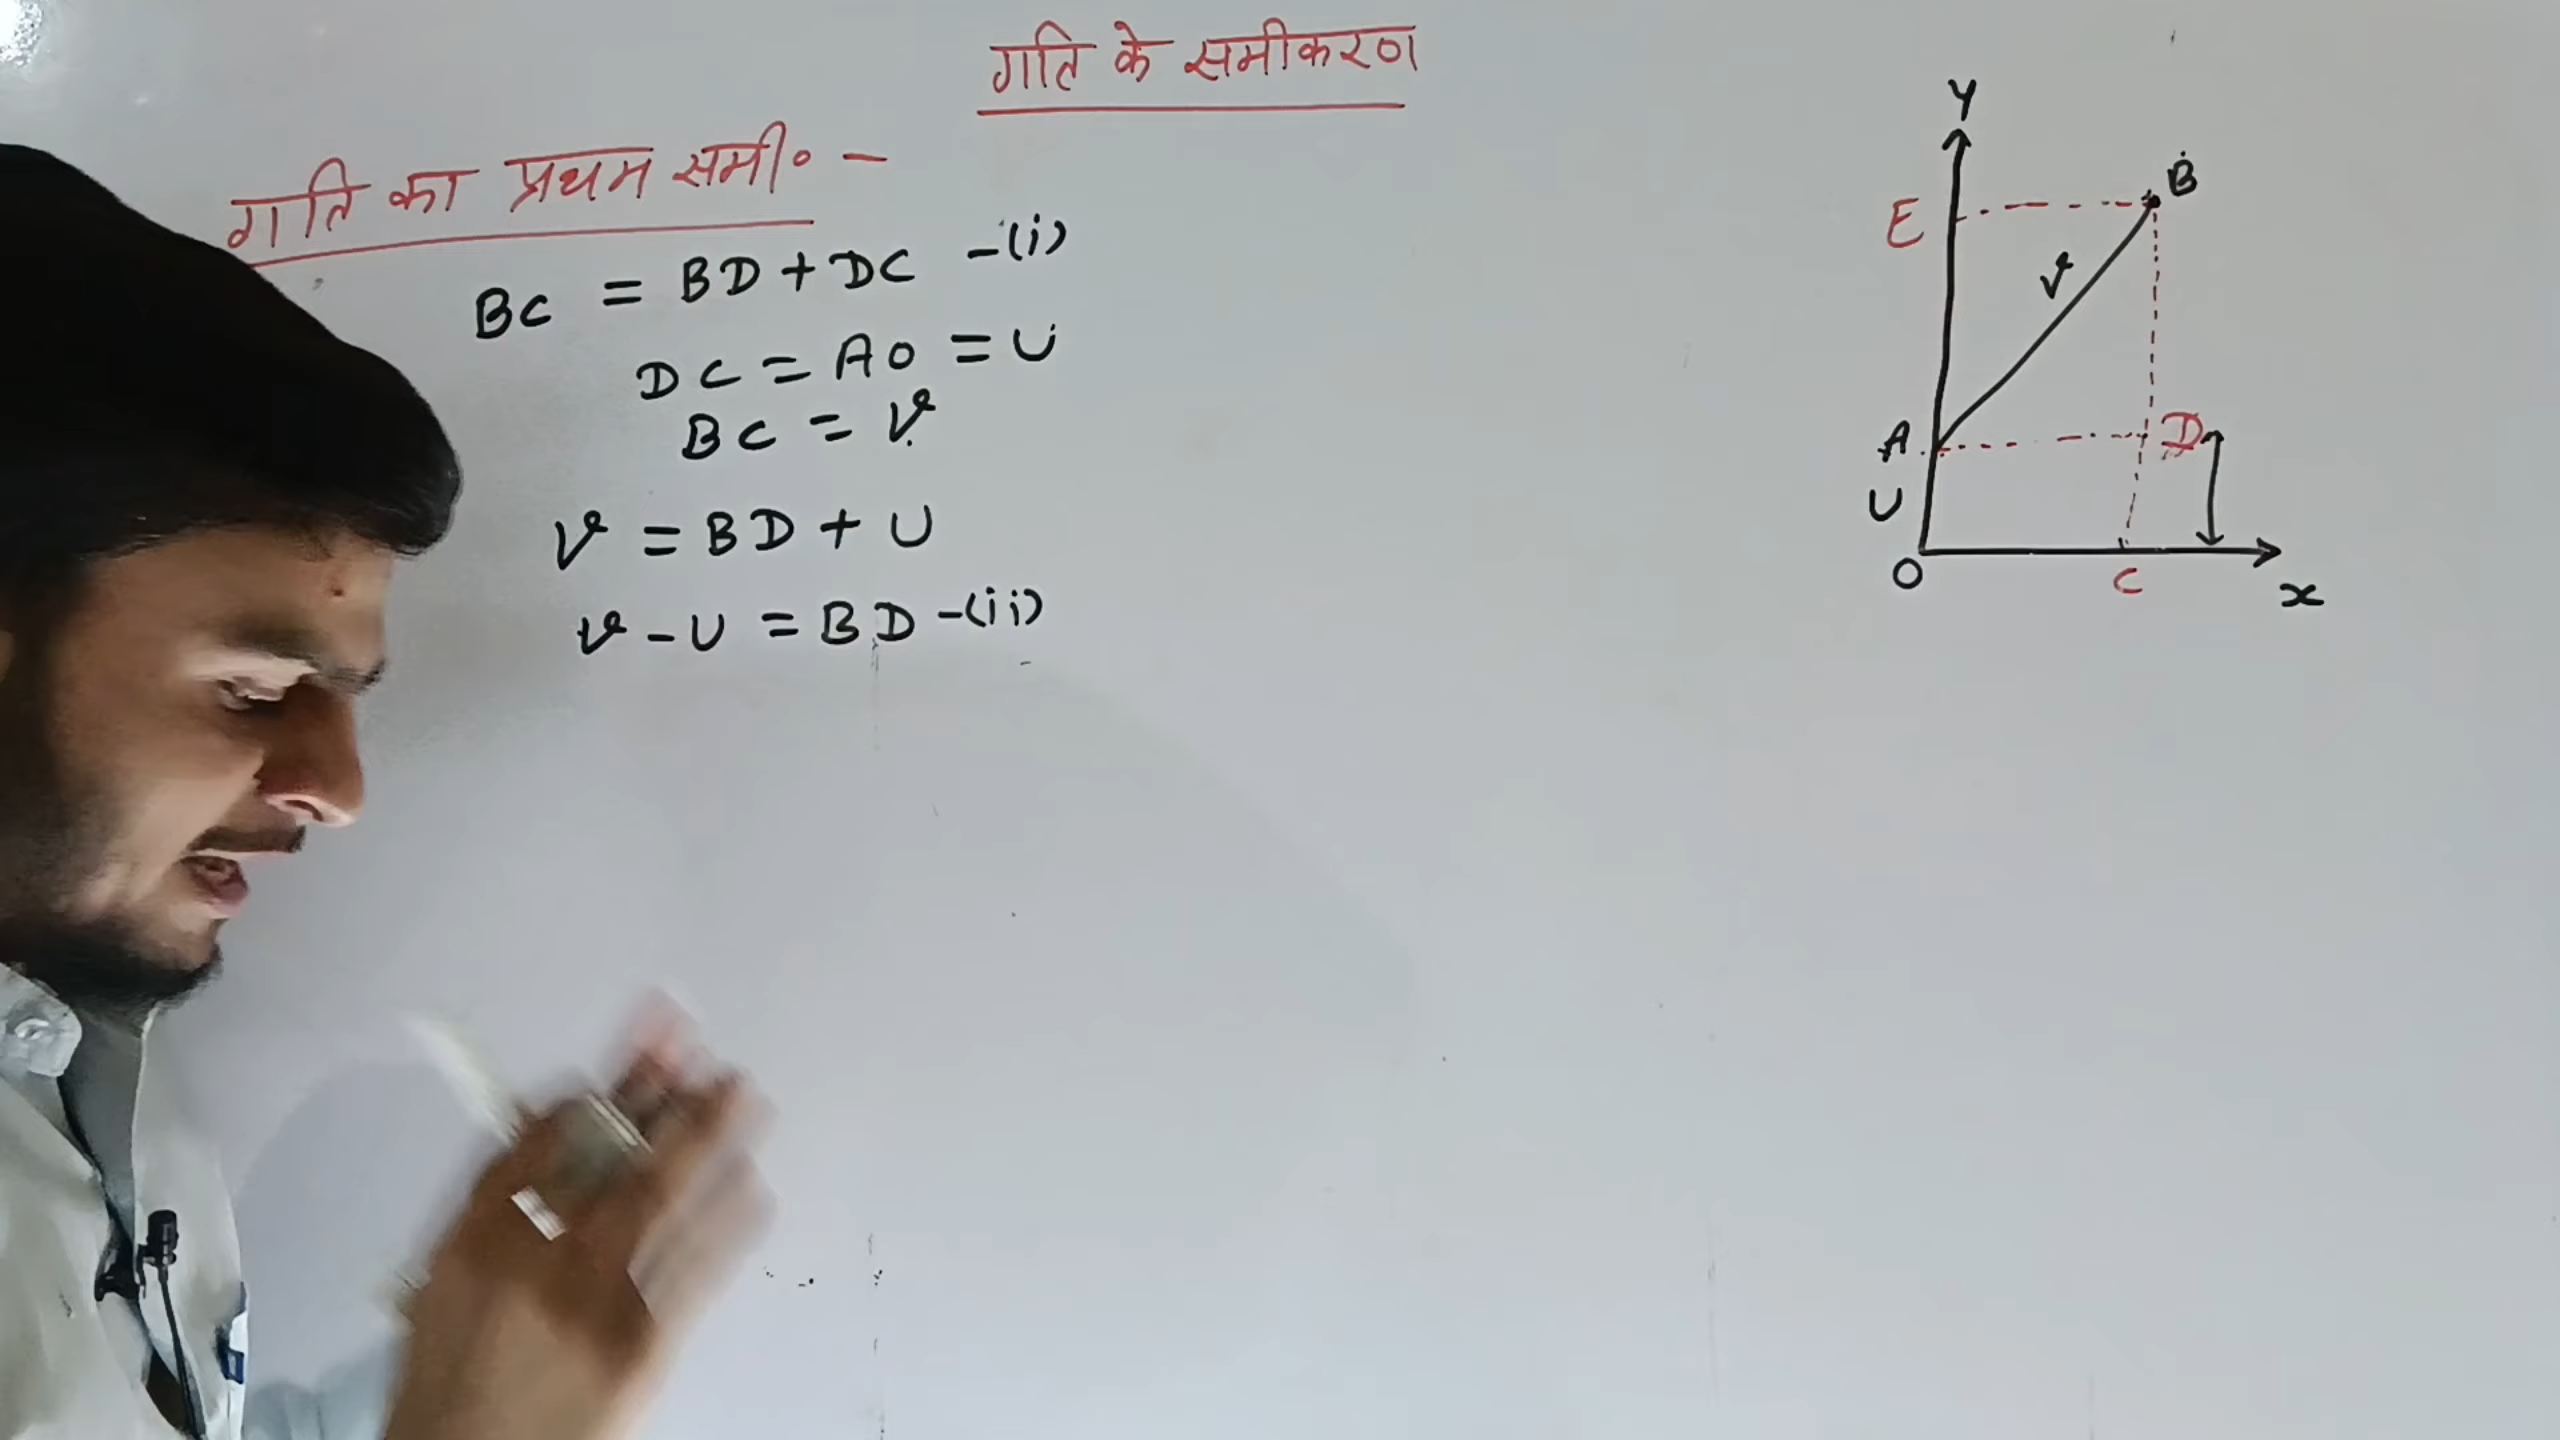 गति के समीकरण
गति का प्रथम समी० -
BC = BD + DC -(i)
DC = AO = U
BC = v
v = BD + U
v - U = BD -(ii)
Y
B
E
v
A
D
U
O
C
x